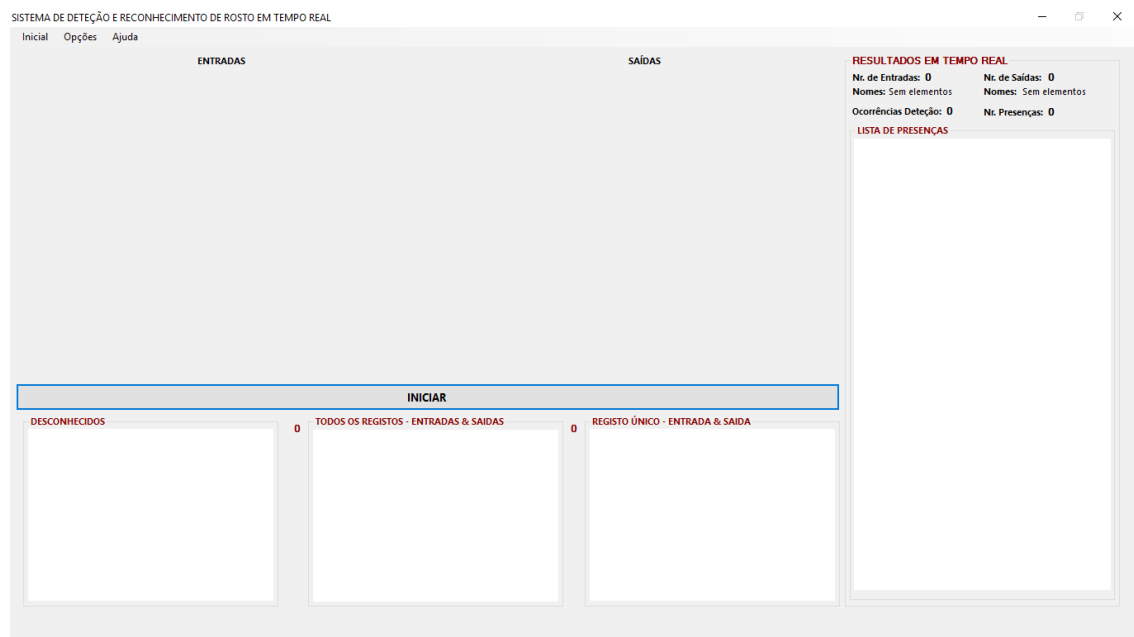 SISTEMA DE DETEÇÃO E RECONHECIMENTO DE ROSTO EM TEMPO REAL
Inicial Opções Ajuda
ENTRADAS
SAÍDAS
RESULTADOS EM TEMPO REAL
Nr. de Entradas: 0 Nr. de Saídas: 0
Nomes: Sem elementos Nomes: Sem elementos
Ocorrências Deteção: 0 Nr. Presenças: 0
LISTA DE PRESENÇAS
INICIAR
DESCONHECIDOS
0
TODOS OS REGISTOS - ENTRADAS & SAIDAS
0
REGISTO ÚNICO - ENTRADA & SAIDA